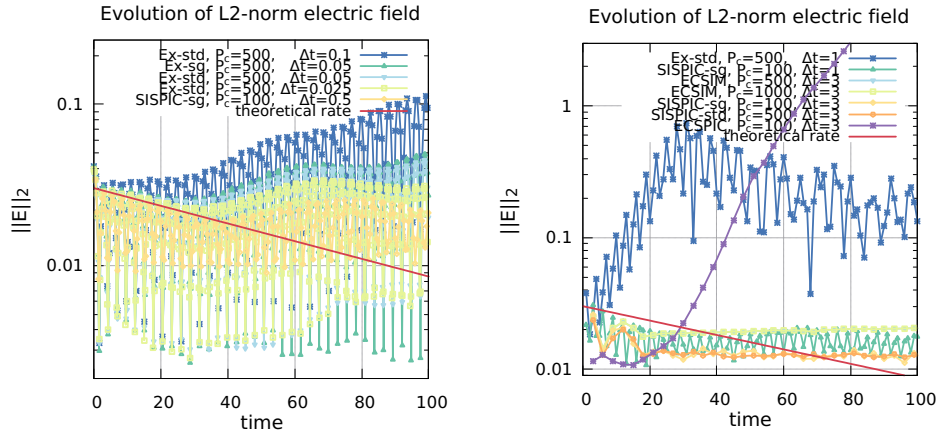 Evolution of L2-norm electric field
Ex-std, Pc=500, Δt=0.1
Ex-sg, Pc=500, Δt=0.05
Ex-std, Pc=500, Δt=0.05
Ex-std, Pc=500, Δt=0.025
SISPIC-sg, Pc=100, Δt=0.5
theoretical rate
0.1
0.01
||E||2
0 20 40 60 80 100
time
Evolution of L2-norm electric field
Ex-std, Pc=500, Δt=1
SISPIC-sg, Pc=100, Δt=1
ECSIM, Pc=500, Δt=3
ECSIM, Pc=1000, Δt=3
SISPIC-sg, Pc=100, Δt=3
SISPIC-std, Pc=500, Δt=3
ECSPIC, Pc=100, Δt=3
theoretical rate
1
0.1
0.01
||E||2
0 20 40 60 80 100
time